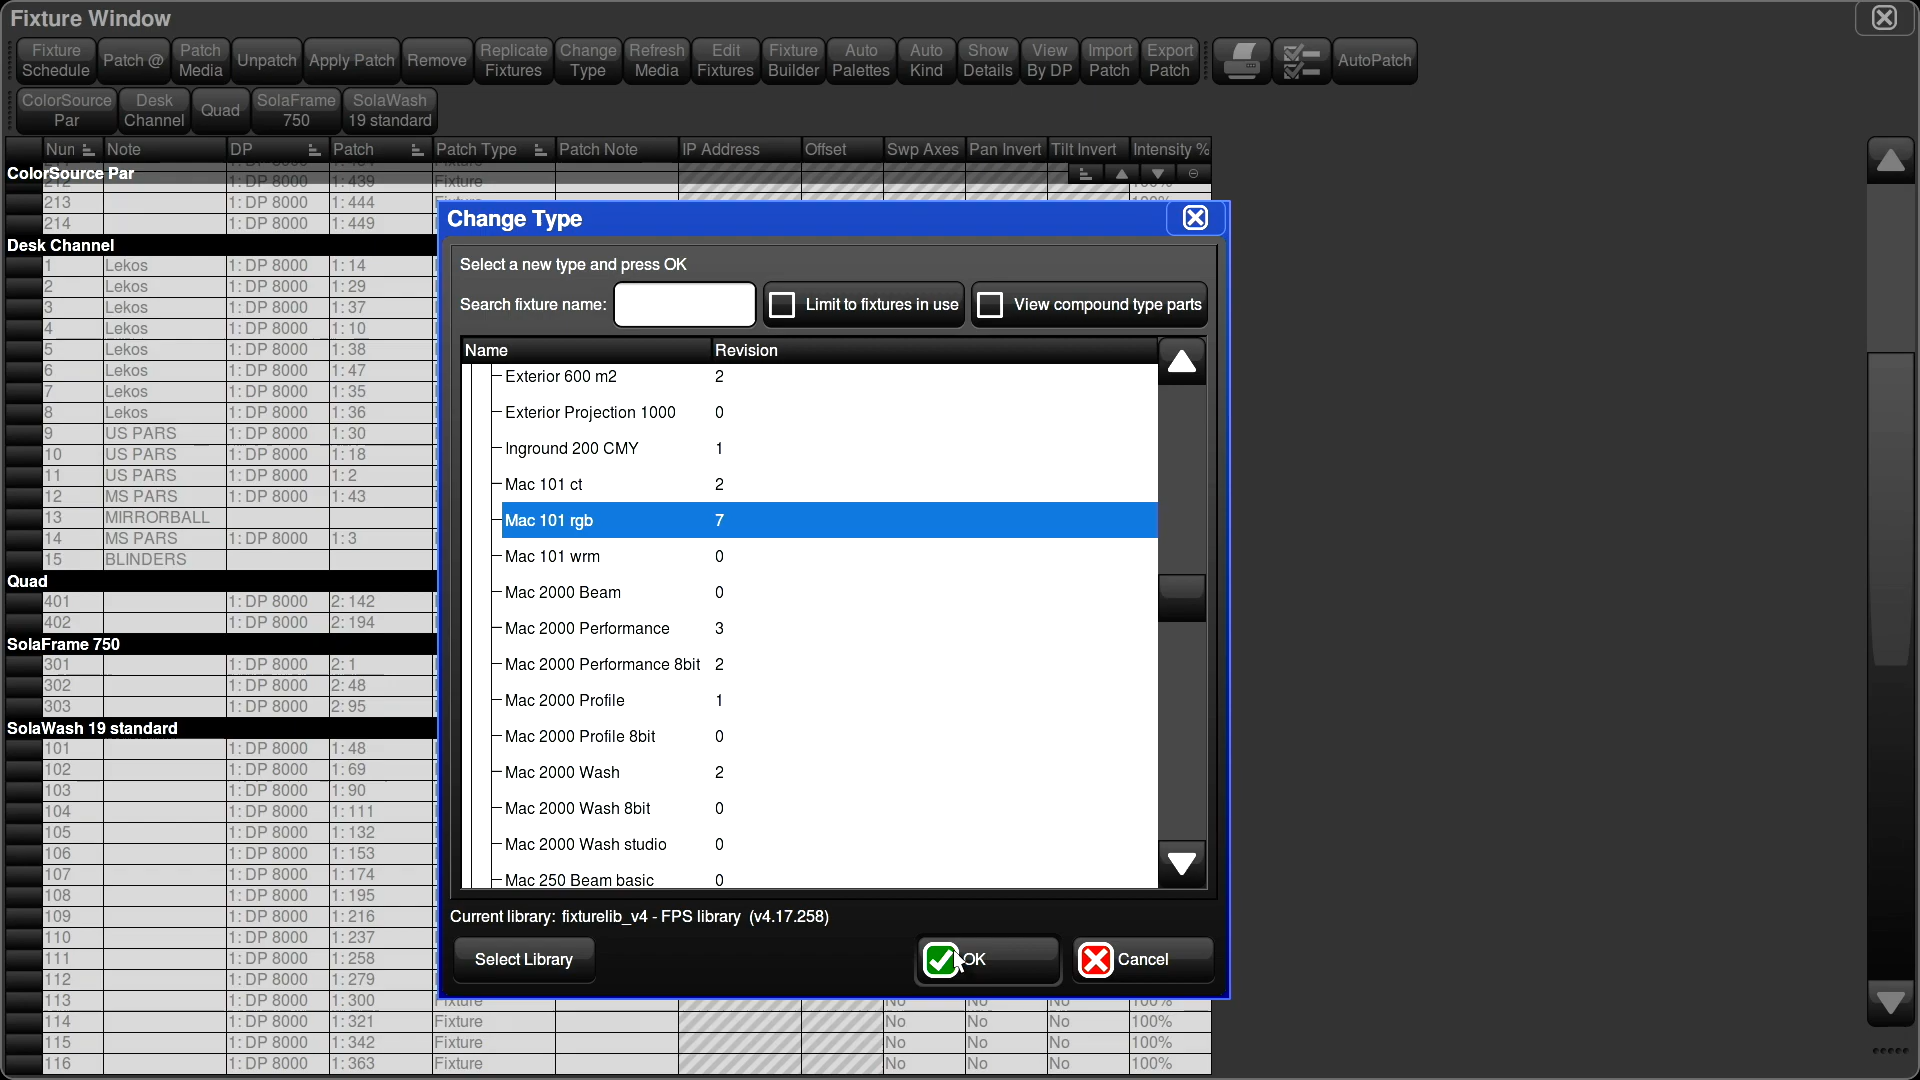 Fixture Window
Fixture Schedule
Patch @
Patch Media
Unpatch
Apply Patch
Remove
Replicate Fixtures
Change Type
Refresh Media
Edit Fixtures
Fixture Builder
Auto Palettes
Auto Kind
Show Details
View By DP
Import Patch
Export Patch
AutoPatch
ColorSource Par
Desk Channel
Quad
SolaFrame 750
SolaWash 19 standard
Num Note DP Patch Patch Type Patch Note IP Address Offset Swp Axes Pan Invert Tilt Invert Intensity %
ColorSource Par
212 1: DP 8000 1: 439 Fixture 100%
213 1: DP 8000 1: 444
214 1: DP 8000 1: 449
Desk Channel
1 Lekos 1: DP 8000 1: 14
2 Lekos 1: DP 8000 1: 29
3 Lekos 1: DP 8000 1: 37
4 Lekos 1: DP 8000 1: 10
5 Lekos 1: DP 8000 1: 38
6 Lekos 1: DP 8000 1: 47
7 Lekos 1: DP 8000 1: 35
8 Lekos 1: DP 8000 1: 36
9 US PARS 1: DP 8000 1: 30
10 US PARS 1: DP 8000 1: 18
11 US PARS 1: DP 8000 1: 2
12 MS PARS 1: DP 8000 1: 43
13 MIRRORBALL
14 MS PARS 1: DP 8000 1: 3
15 BLINDERS
Quad
401 1: DP 8000 2: 142
402 1: DP 8000 2: 194
SolaFrame 750
301 1: DP 8000 2: 1
302 1: DP 8000 2: 48
303 1: DP 8000 2: 95
SolaWash 19 standard
101 1: DP 8000 1: 48
102 1: DP 8000 1: 69
103 1: DP 8000 1: 90
104 1: DP 8000 1: 111
105 1: DP 8000 1: 132
106 1: DP 8000 1: 153
107 1: DP 8000 1: 174
108 1: DP 8000 1: 195
109 1: DP 8000 1: 216
110 1: DP 8000 1: 237
111 1: DP 8000 1: 258
112 1: DP 8000 1: 279
113 1: DP 8000 1: 300 Fixture No No No 100%
114 1: DP 8000 1: 321 Fixture No No No 100%
115 1: DP 8000 1: 342 Fixture No No No 100%
116 1: DP 8000 1: 363 Fixture No No No 100%
Change Type
Select a new type and press OK
Search fixture name: Limit to fixtures in use View compound type parts
Name Revision
Exterior 600 m2 2
Exterior Projection 1000 0
Inground 200 CMY 1
Mac 101 ct 2
Mac 101 rgb 7
Mac 101 wrm 0
Mac 2000 Beam 0
Mac 2000 Performance 3
Mac 2000 Performance 8bit 2
Mac 2000 Profile 1
Mac 2000 Profile 8bit 0
Mac 2000 Wash 2
Mac 2000 Wash 8bit 0
Mac 2000 Wash studio 0
Mac 250 Beam basic 0
Current library: fixturelib_v4 - FPS library (v4.17.258)
Select Library OK Cancel